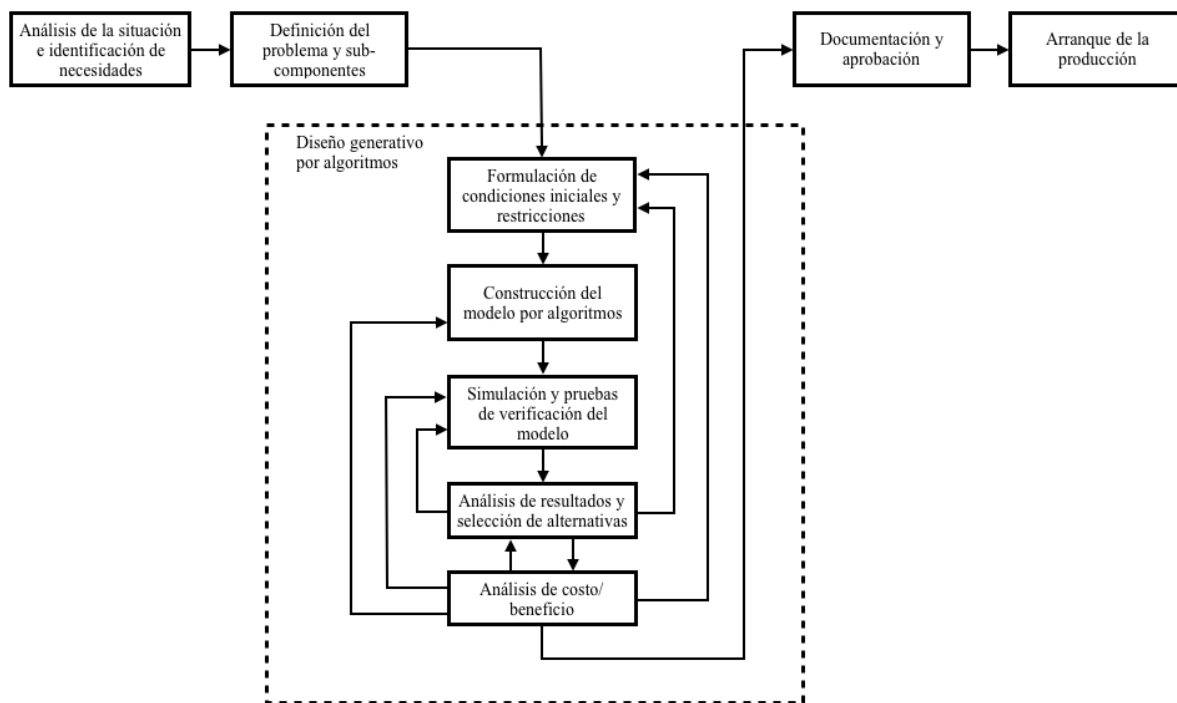 Análisis de la situación
e identificación de
necesidades
Definición del
problema y sub-
componentes
Documentación y
aprobación
Arranque de la
producción
Diseño generativo
por algoritmos
Formulación de
condiciones iniciales y
restricciones
Construcción del
modelo por algoritmos
Simulación y pruebas
de verificación del
modelo
Análisis de resultados y
selección de alternativas
Análisis de costo/
beneficio